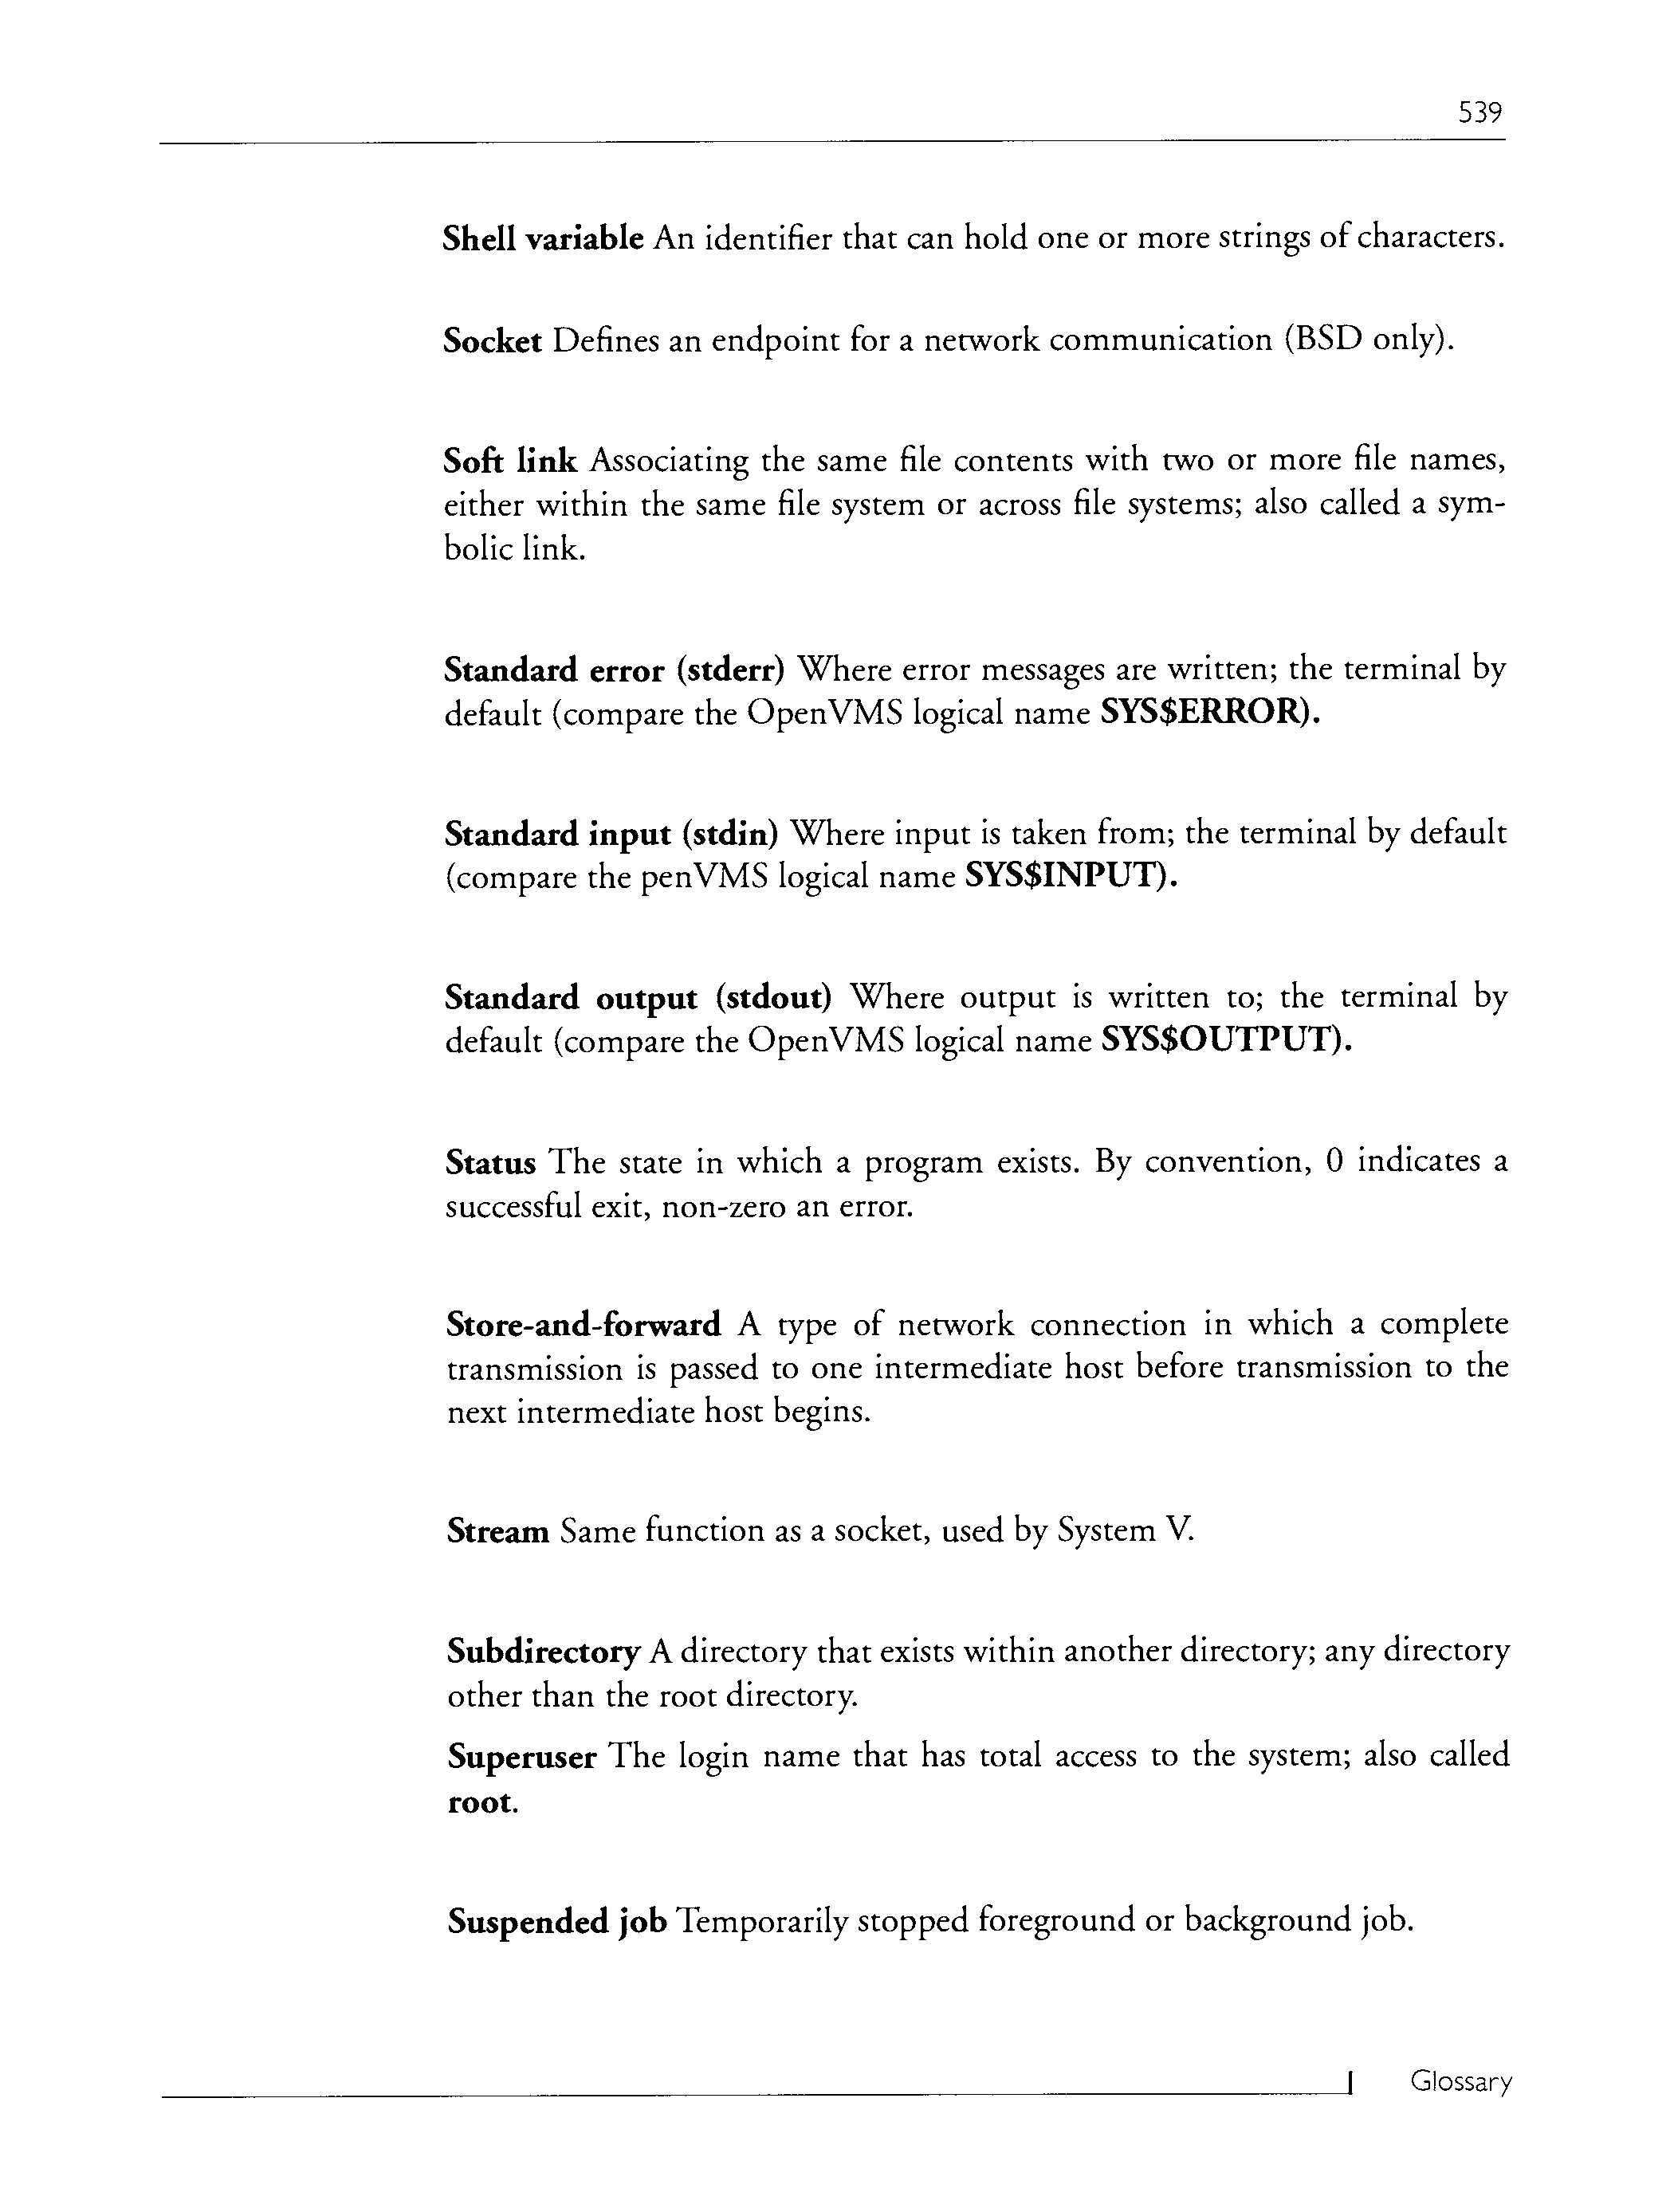 539
Shell variable An identifier that can hold one or more strings of characters.
Socket Defines an endpoint for a network communication (BSD only).
Soft link Associating the same file contents with two or more file names,
either within the same file system or across file systems; also called a sym-
bolic link.
Standard error (stderr) Where error messages are written; the terminal by
default (compare the OpenVMS logical name SYS$ERROR).
Standard input (stdin) Where input is taken from; the terminal by default
(compare the penVMS logical name SYS$INPUT).
Standard output (stdout) Where output is written to; the terminal by
default (compare the OpenVMS logical name SYS$OUTPUT).
Status The state in which a program exists. By convention, 0 indicates a
successful exit, non-zero an error.
Store-and-forward A type of network connection in which a complete
transmission is passed to one intermediate host before transmission to the
next intermediate host begins.
Stream Same function as a socket, used by System V.
Subdirectory A directory that exists within another directory; any directory
other than the root directory.
Superuser The login name that has total access to the system; also called
root.
Suspended job Temporarily stopped foreground or background job.
Glossary